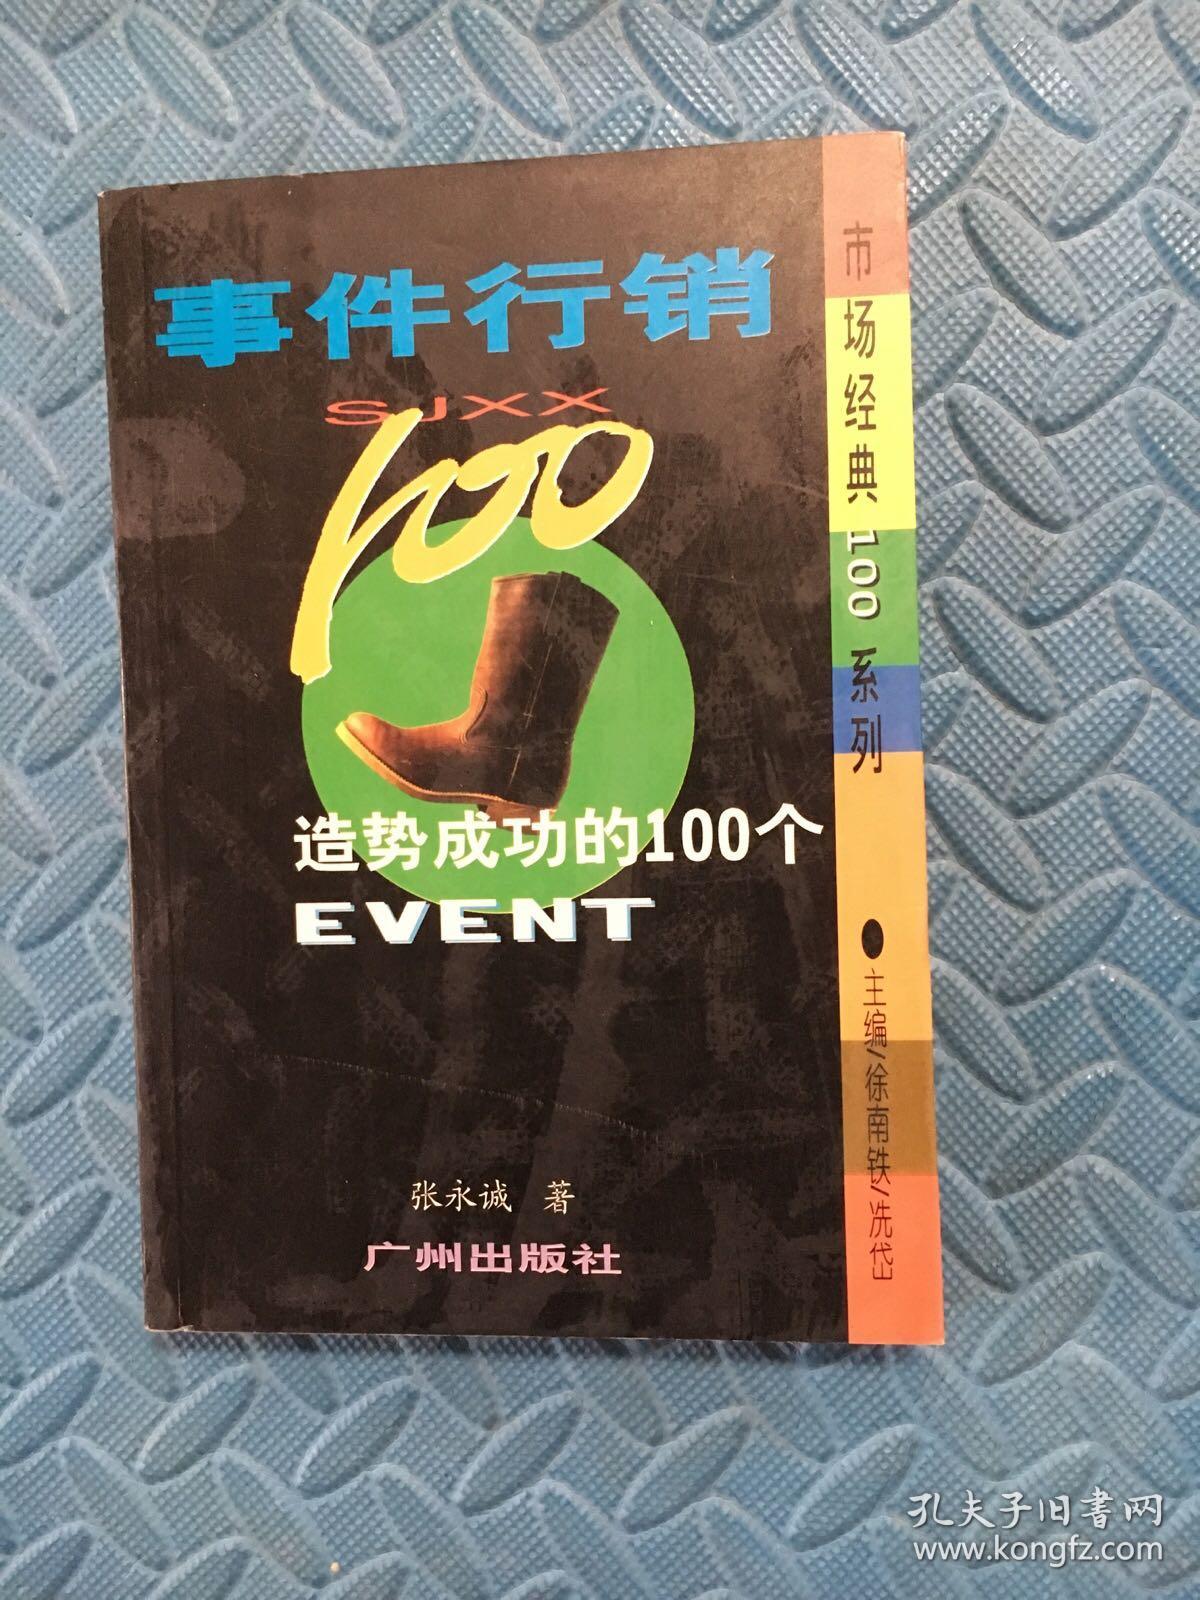 事件行销
SJXX
100
造势成功的100个
EVENT
张永诚 著
广州出版社
市场经典100系列
●主编/徐南铁/冼岱
孔夫子旧书网
www.kongfz.com